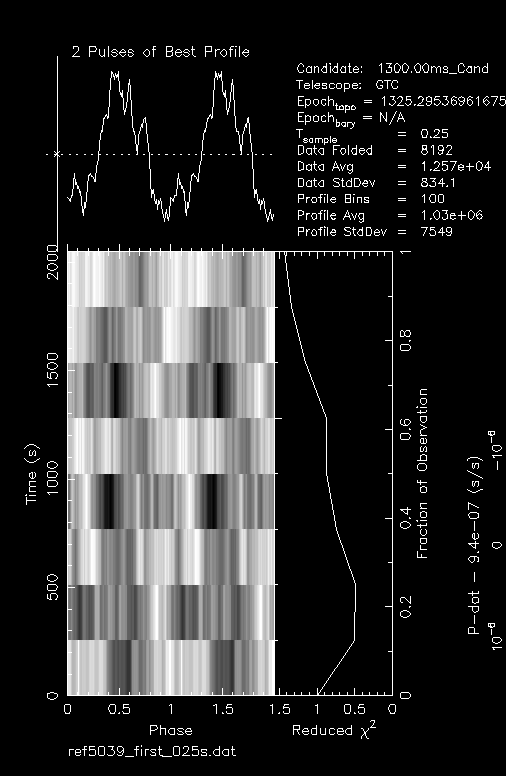 2 Pulses of Best Profile
Candidate: 1300.00ms_Cand
Telescope: GTC
Epoch_topo = 1325.29536961675
Epoch_bary = N/A
T_sample = 0.25
Data Folded = 8192
Data Avg = 1.257e+04
Data StdDev = 834.1
Profile Bins = 100
Profile Avg = 1.03e+06
Profile StdDev = 7549
2000
1500
1000
500
0
Time (s)
0 0.5 1 1.5
Phase
1.5 1 0.5 0
Reduced χ²
1
0.8
0.6
0.4
0.2
0
Fraction of Observation
−10⁻⁶
0
10⁻⁶
P−dot − 9.4e−07 (s/s)
ref5039_first_025s.dat